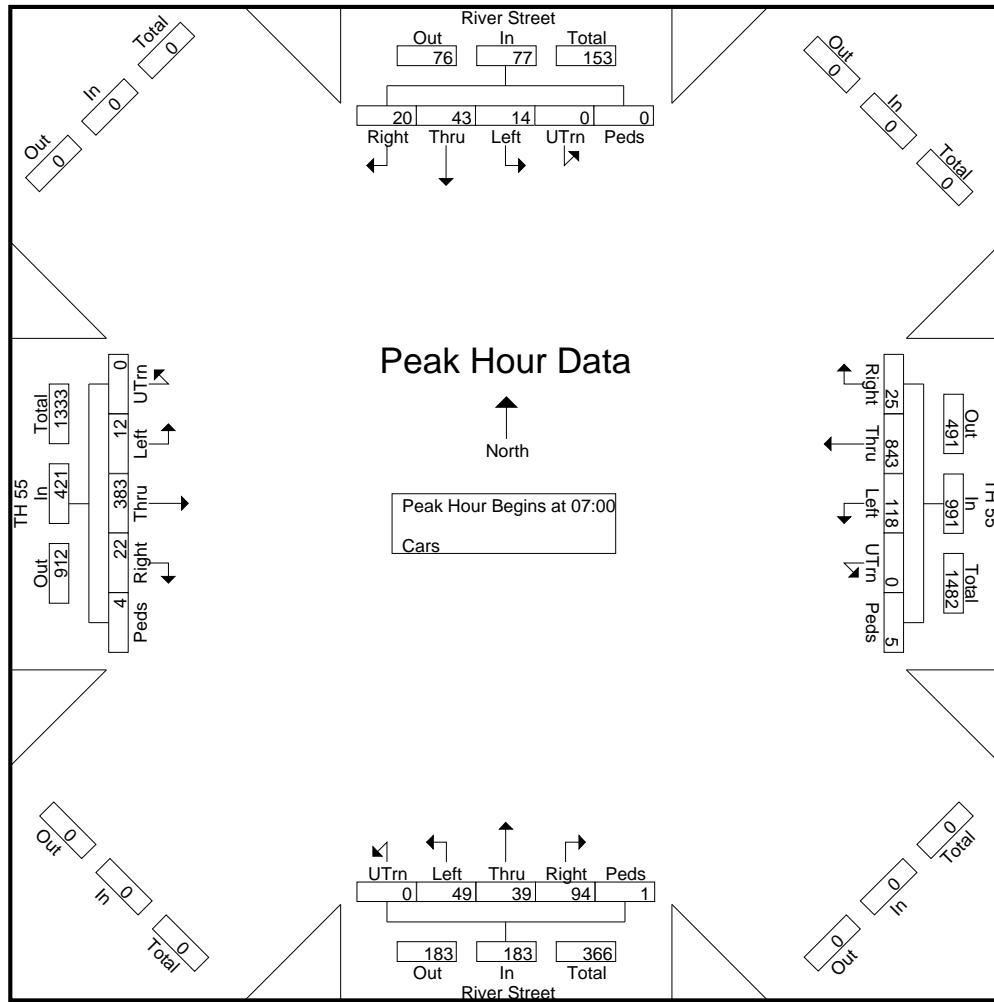 River Street
Out In Total
76 77 153
20 43 14 0 0
Right Thru Left UTrn Peds
Total
0
In
0
Out
0
Out
0
In
0
Total
0
TH 55
Total In Out
1333 421 912
0 12 383 22 4
UTrn Left Thru Right Peds
Peak Hour Data
North
Peak Hour Begins at 07:00
Cars
Right Thru Left UTrn Peds
25 843 118 0 5
Out In Total
491 991 1482
TH 55
Out
0
In
0
Total
0
UTrn Left Thru Right Peds
0 49 39 94 1
183 183 366
Out In Total
River Street
Total
0
In
0
Out
0